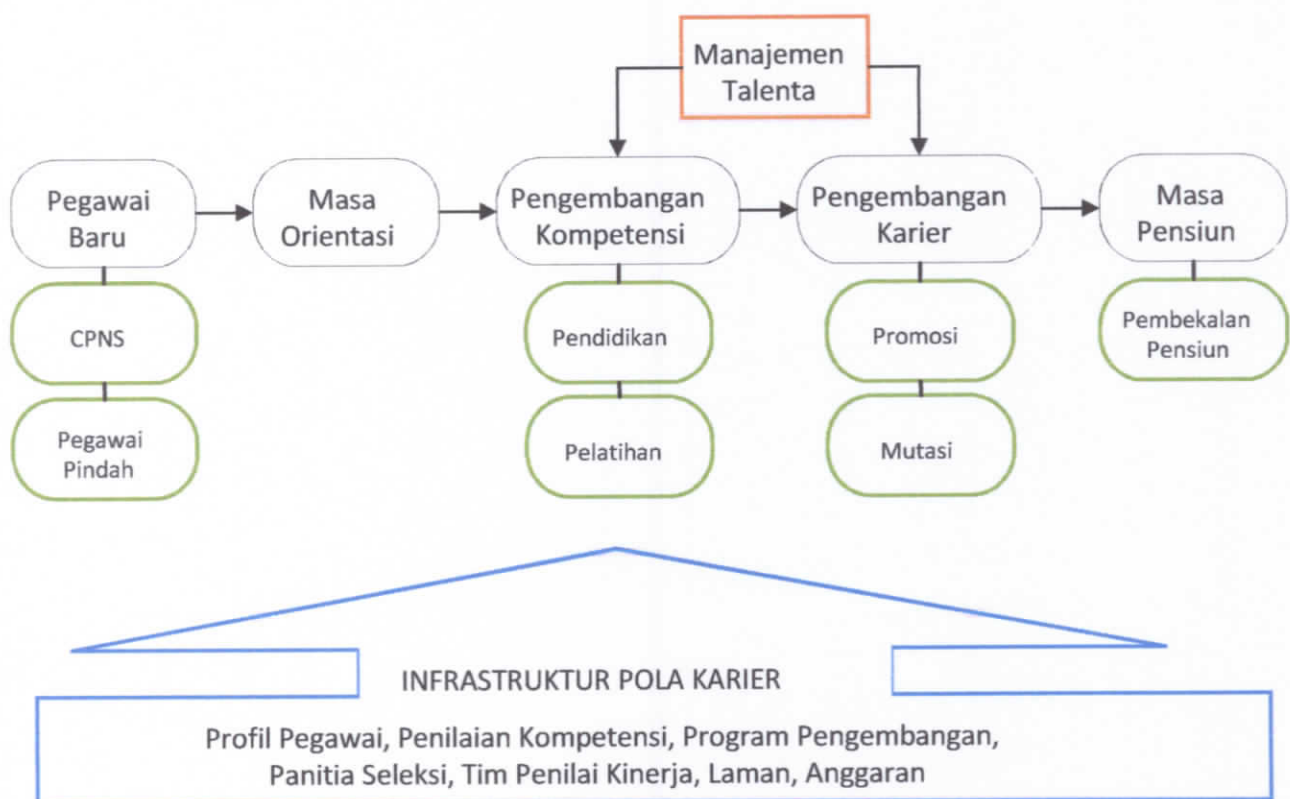 Manajemen
Talenta
Pegawai
Baru
Masa
Orientasi
Pengembangan
Kompetensi
Pengembangan
Karier
Masa
Pensiun
CPNS
Pendidikan
Promosi
Pembekalan
Pensiun
Pegawai
Pindah
Pelatihan
Mutasi
INFRASTRUKTUR POLA KARIER
Profil Pegawai, Penilaian Kompetensi, Program Pengembangan,
Panitia Seleksi, Tim Penilai Kinerja, Laman, Anggaran